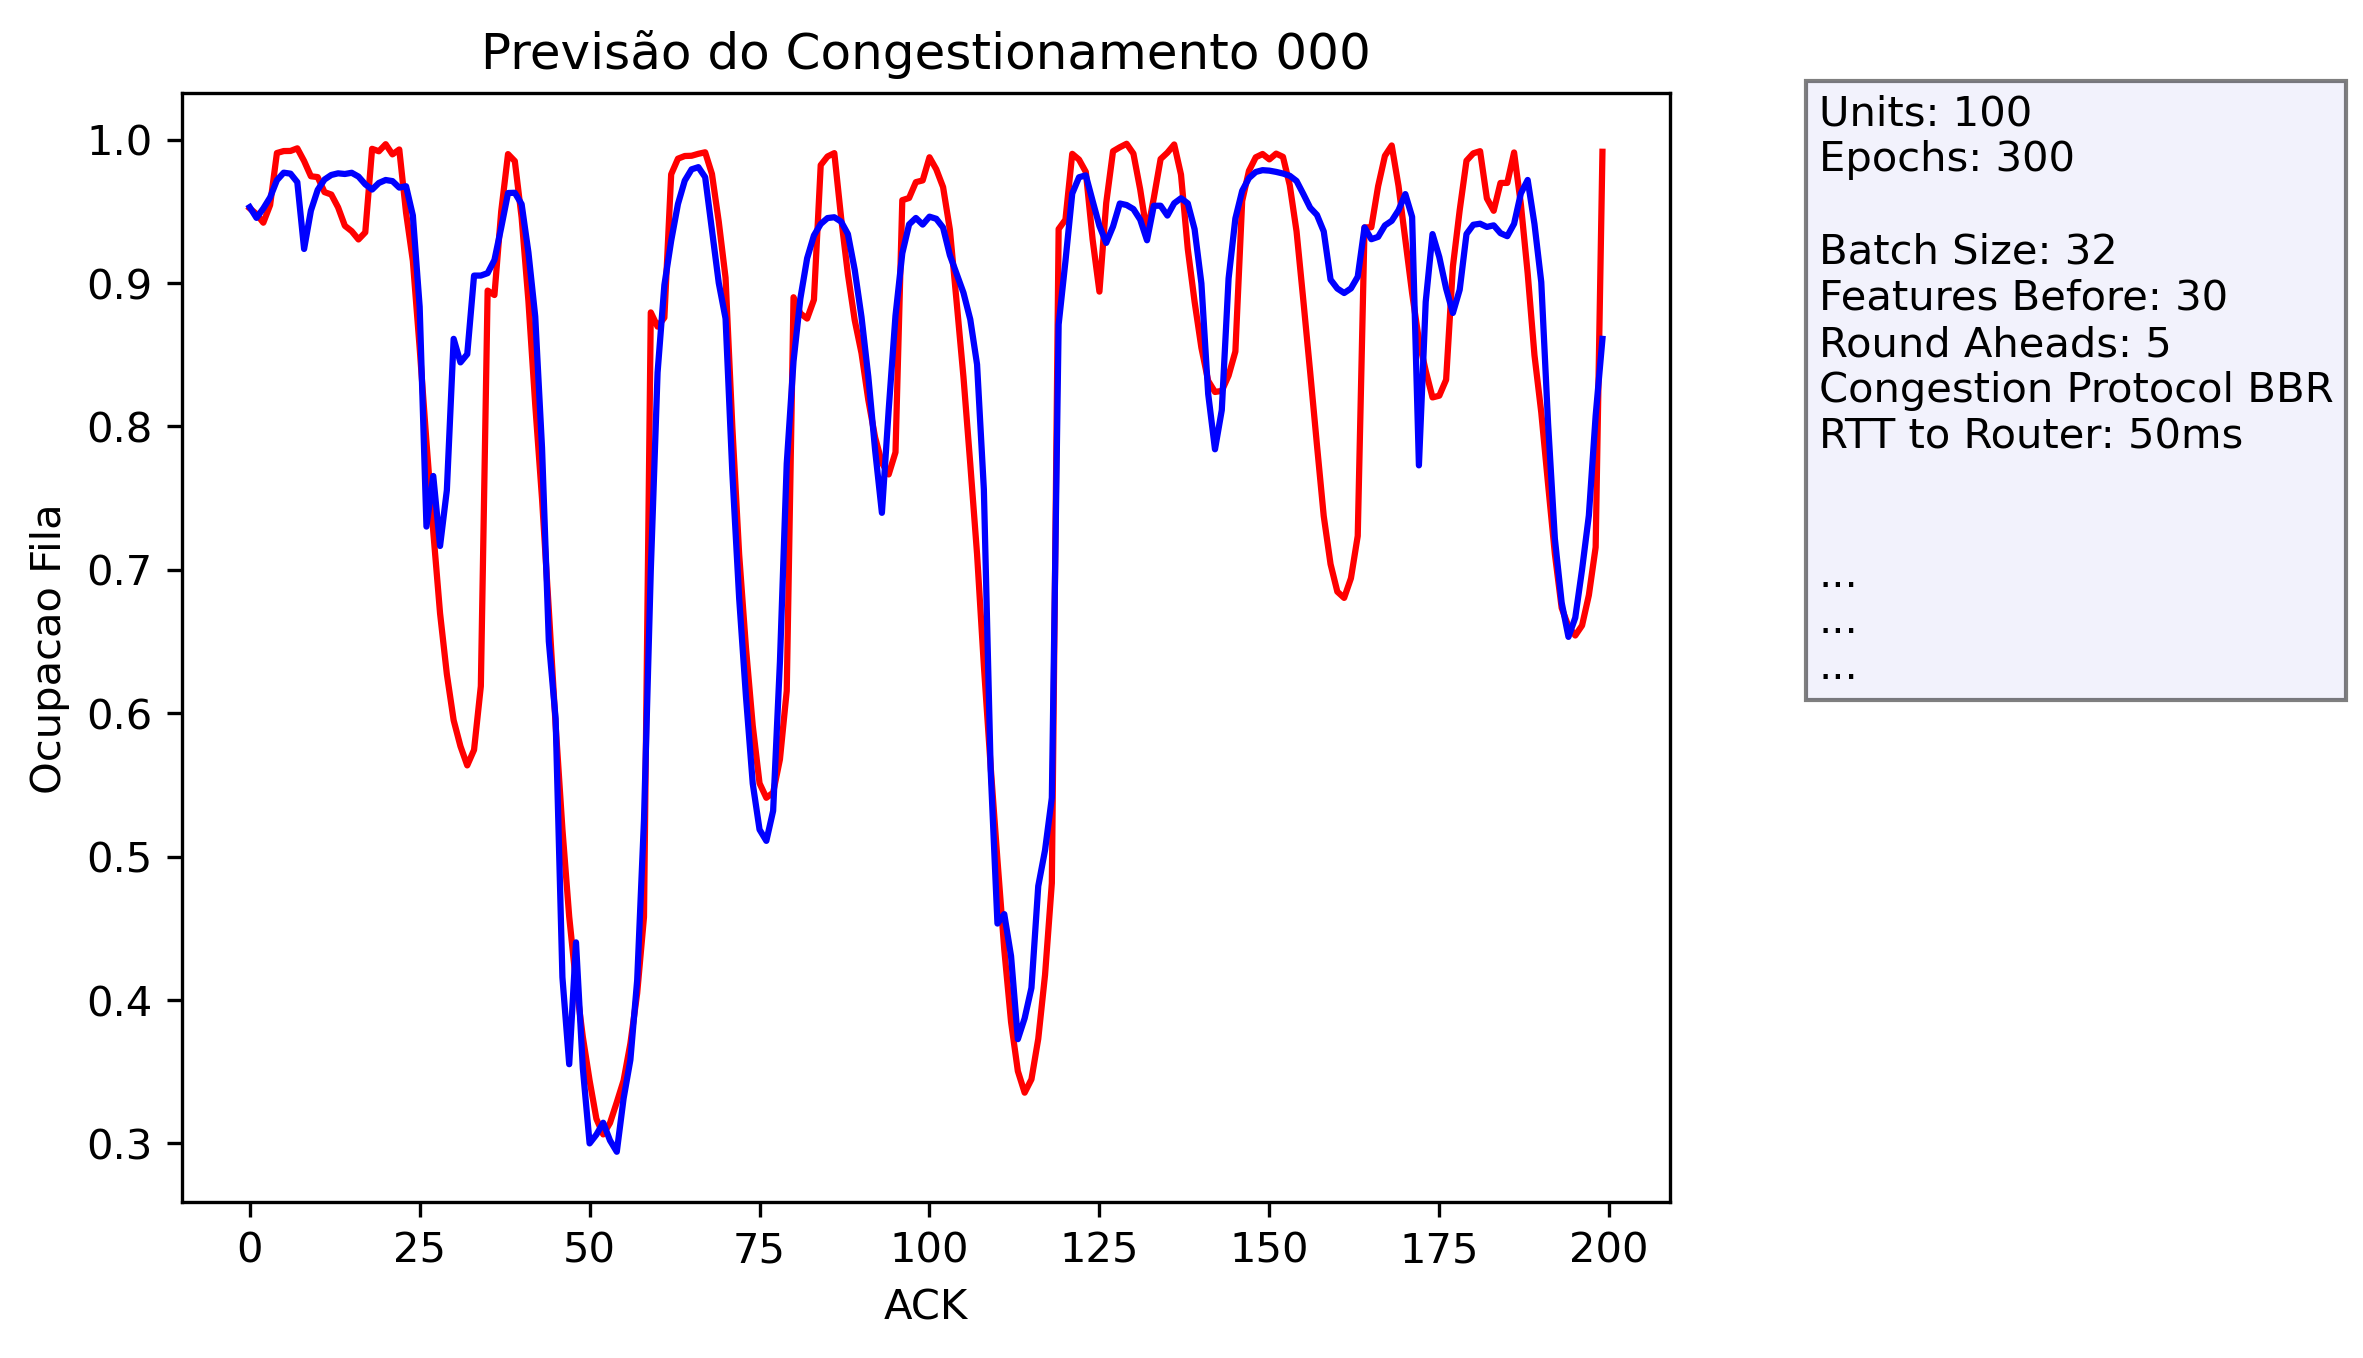 Previsão do Congestionamento 000
Ocupacao Fila
1.0
0.9
0.8
0.7
0.6
0.5
0.4
0.3
0 25 50 75 100 125 150 175 200
ACK
Units: 100
Epochs: 300
Batch Size: 32
Features Before: 30
Round Aheads: 5
Congestion Protocol BBR
RTT to Router: 50ms
...
...
...